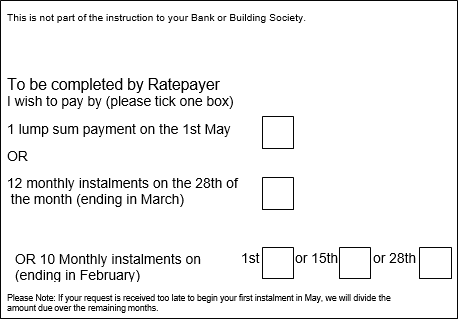 This is not part of the instruction to your Bank or Building Society.
To be completed by Ratepayer
I wish to pay by (please tick one box)
1 lump sum payment on the 1st May
OR
12 monthly instalments on the 28th of
the month (ending in March)
OR 10 Monthly instalments on 1st or 15th or 28th
(ending in February)
Please Note: If your request is received too late to begin your first instalment in May, we will divide the
amount due over the remaining months.